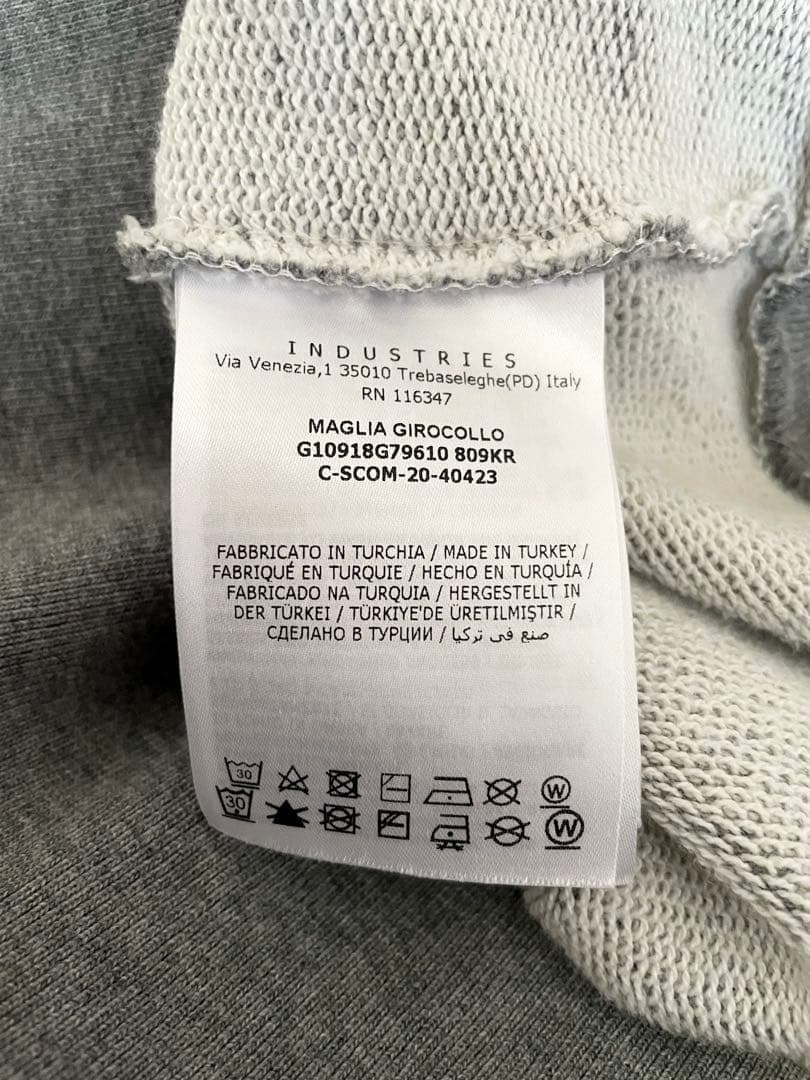 INDUSTRIES
Via Venezia,1 35010 Trebaseleghe(PD) Italy
RN 116347
MAGLIA GIROCOLLO
G10918G79610 809KR
C-SCOM-20-40423
FABBRICATO IN TURCHIA / MADE IN TURKEY /
FABRIQUÉ EN TURQUIE / HECHO EN TURQUÍA /
FABRICADO NA TURQUIA / HERGESTELLT IN
DER TÜRKEI / TÜRKIYE'DE ÜRETILMIŞTIR /
СДЕЛАНО В ТУРЦИИ / صنع في تركيا
30 W
30 W